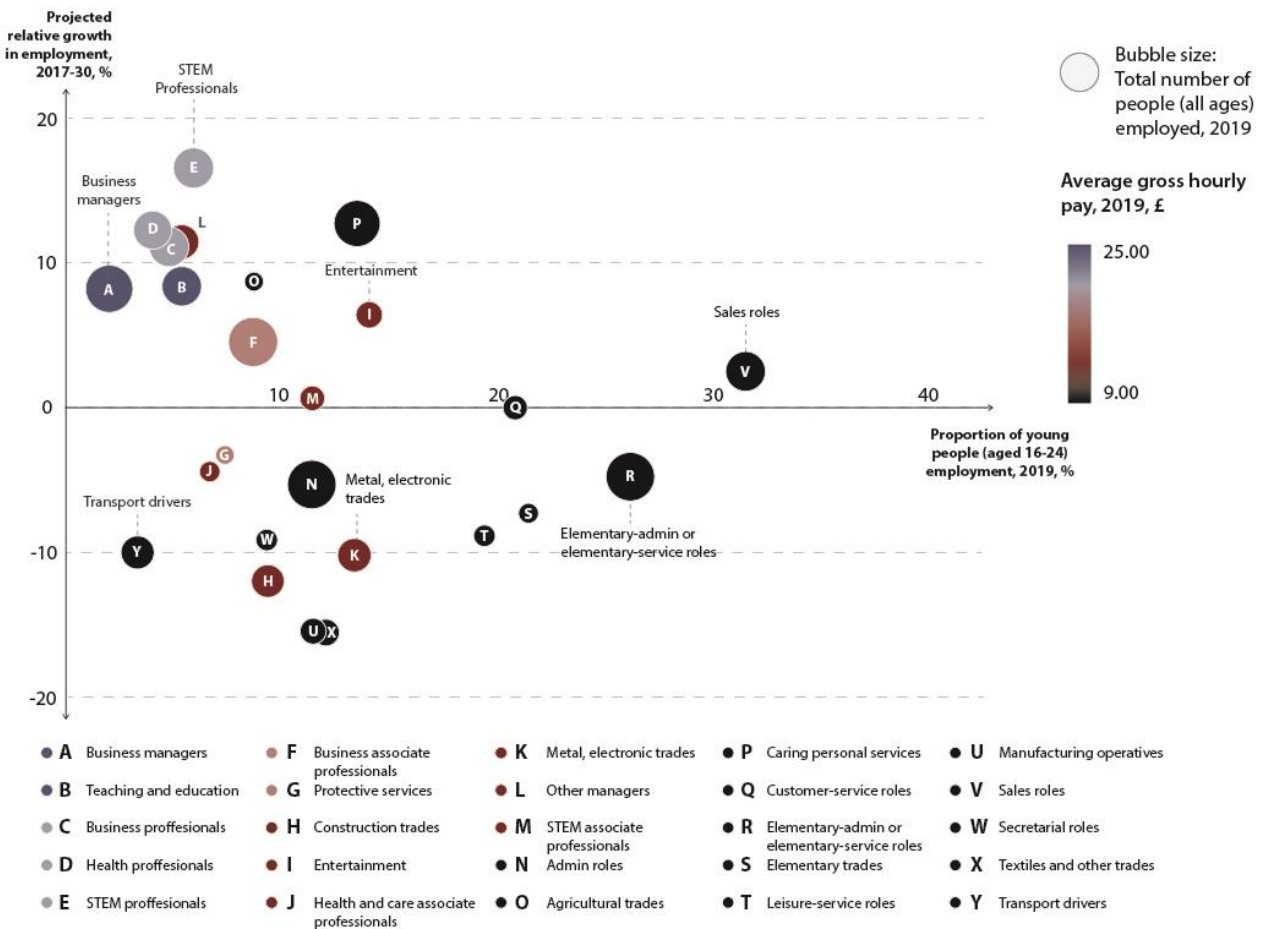 Projected
relative growth
in employment,
2017-30, %
STEM
Professionals
Business
managers
20
10
0
-10
-20
E
D
C
L
A
B
O
P
Entertainment
I
F
Sales roles
V
10
20
30
40
M
Q
Proportion of young
people (aged 16-24)
employment, 2019, %
G
J
N
Metal, electronic
trades
R
Transport drivers
S
T
Elementary-admin or
elementary-service roles
Y
W
K
H
U
X
Bubble size:
Total number of
people (all ages)
employed, 2019
Average gross hourly
pay, 2019, £
25.00
9.00
A Business managers
B Teaching and education
C Business proffesionals
D Health proffesionals
E STEM proffesionals
F Business associate
professionals
G Protective services
H Construction trades
I Entertainment
J Health and care associate
professionals
K Metal, electronic trades
L Other managers
M STEM associate
professionals
N Admin roles
O Agricultural trades
P Caring personal services
Q Customer-service roles
R Elementary-admin or
elementary-service roles
S Elementary trades
T Leisure-service roles
U Manufacturing operatives
V Sales roles
W Secretarial roles
X Textiles and other trades
Y Transport drivers